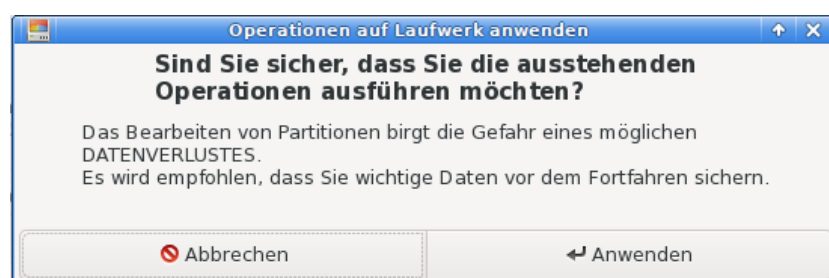 Operationen auf Laufwerk anwenden
Sind Sie sicher, dass Sie die ausstehenden
Operationen ausführen möchten?
Das Bearbeiten von Partitionen birgt die Gefahr eines möglichen
DATENVERLUSTES.
Es wird empfohlen, dass Sie wichtige Daten vor dem Fortfahren sichern.
Abbrechen
Anwenden